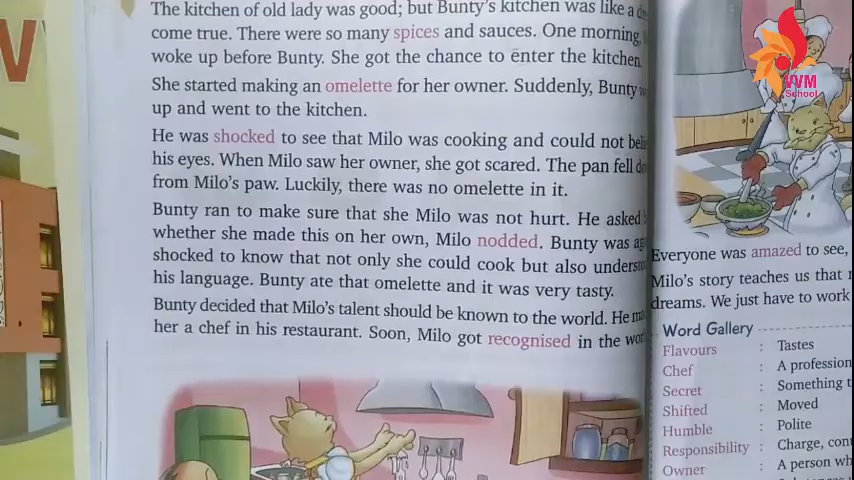 The kitchen of old lady was good; but Bunty's kitchen was like a
come true. There were so many spices and sauces. One morning,
woke up before Bunty. She got the chance to enter the kitchen.
She started making an omelette for her owner. Suddenly, Bunty
up and went to the kitchen.
He was shocked to see that Milo was cooking and could not
his eyes. When Milo saw her owner, she got scared. The pan fell
from Milo's paw. Luckily, there was no omelette in it.
Bunty ran to make sure that she Milo was not hurt. He asked
whether she made this on her own, Milo nodded. Bunty was
shocked to know that not only she could cook but also
his language. Bunty ate that omelette and it was very tasty.
Bunty decided that Milo's talent should be known to the world. He
her a chef in his restaurant. Soon, Milo got recognised in the
VVM
School
Everyone was amazed to see,
Milo's story teaches us that
dreams. We just have to work
Word Gallery
Flavours : Tastes
Chef : A profession
Secret : Something
Shifted : Moved
Humble : Polite
Responsibility : Charge,
Owner : A person